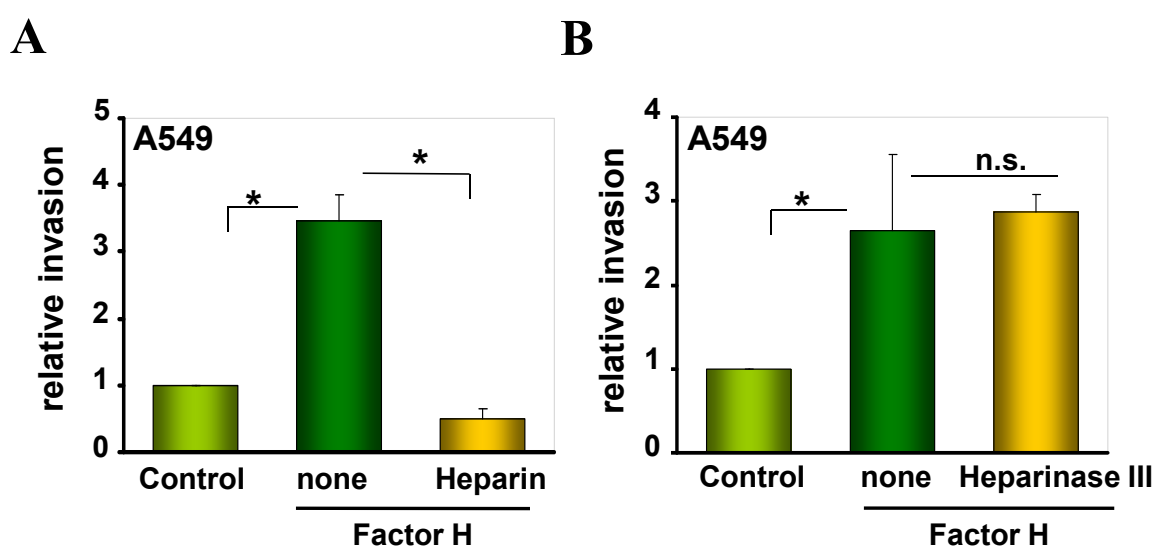 A
B
5
4
3
2
1
0
relative invasion
A549
*
*
Control
none
Heparin
Factor H
4
3
2
1
0
relative invasion
A549
*
n.s.
Control
none
Heparinase III
Factor H